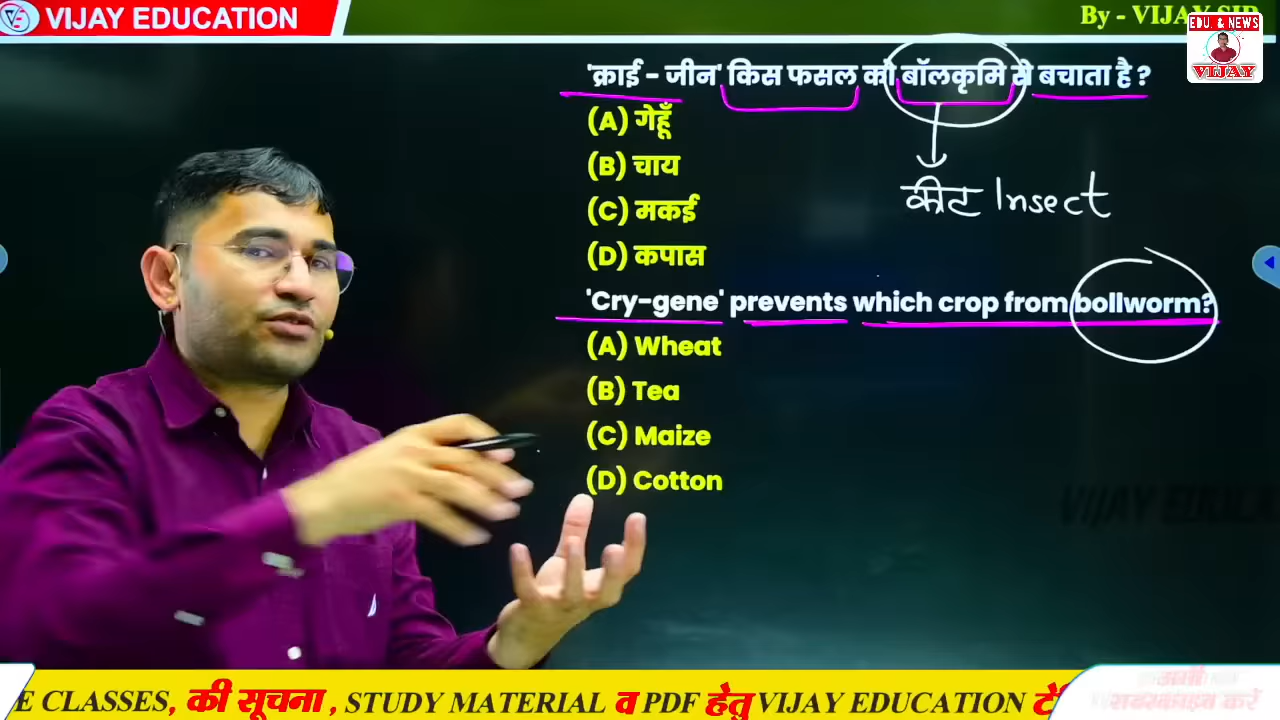 VIJAY EDUCATION
By - VIJAY SIR
EDU. & NEWS
VIJAY
'क्राई - जीन' किस फसल को बॉलकृमि से बचाता है ?
(A) गेहूँ
(B) चाय
(C) मकई
(D) कपास
कीट Insect
'Cry-gene' prevents which crop from bollworm?
(A) Wheat
(B) Tea
(C) Maize
(D) Cotton
E CLASSES, की सूचना , STUDY MATERIAL व PDF हेतु VIJAY EDUCATION